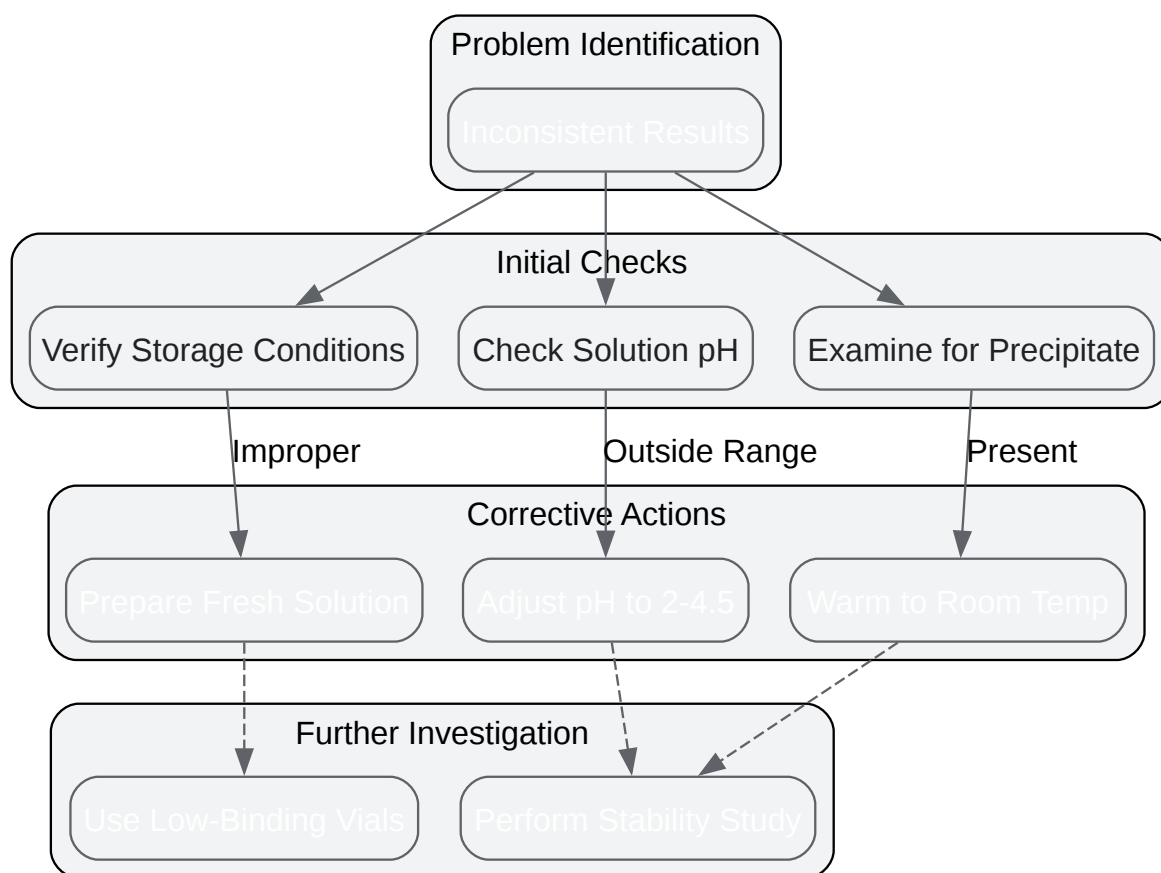 Problem Identification
Inconsistent Results
Initial Checks
Verify Storage Conditions
Check Solution pH
Examine for Precipitate
Improper
Outside Range
Present
Corrective Actions
Prepare Fresh Solution
Adjust pH to 2-4.5
Warm to Room Temp
Further Investigation
Use Low-Binding Vials
Perform Stability Study